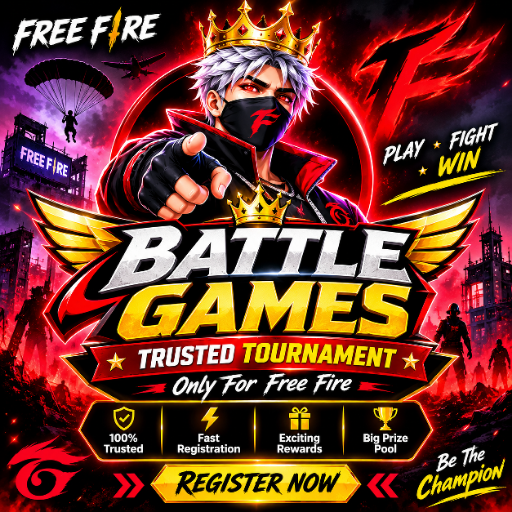 FREE FIRE
FREE FIRE
PLAY ★ FIGHT
★ WIN
BATTLE
GAMES
★ TRUSTED TOURNAMENT ★
Only For Free Fire
100%
Trusted
Fast
Registration
Exciting
Rewards
Big Prize
Pool
REGISTER NOW
Be The
Champion